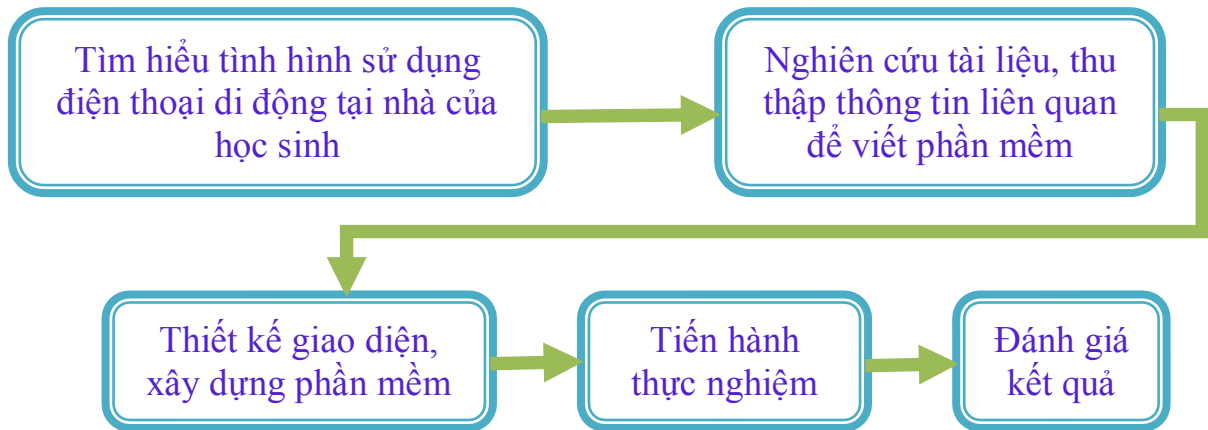 Tìm hiểu tình hình sử dụng
điện thoại di động tại nhà của
học sinh
Nghiên cứu tài liệu, thu
thập thông tin liên quan
để viết phần mềm
Thiết kế giao diện,
xây dựng phần mềm
Tiến hành
thực nghiệm
Đánh giá
kết quả